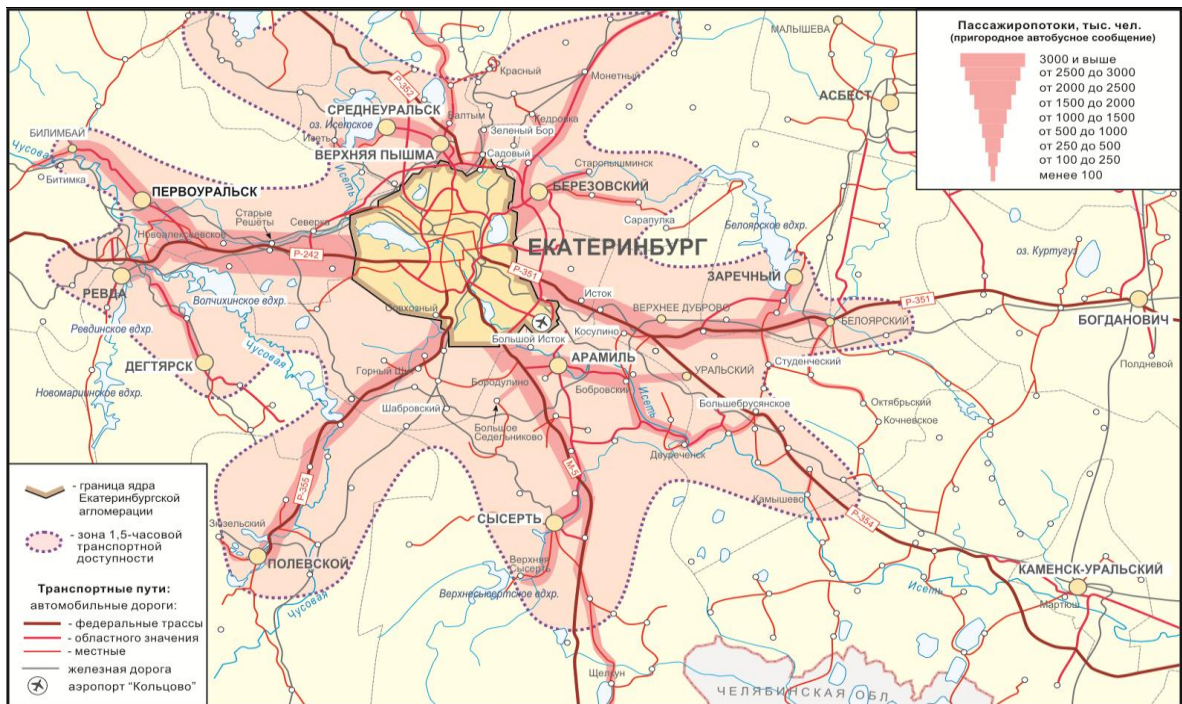 МАЛЫШЕВА
Пассажиропотоки, тыс. чел.
(пригородное автобусное сообщение)
3000 и выше
от 2500 до 3000
от 2000 до 2500
от 1500 до 2000
от 1000 до 1500
от 500 до 1000
от 250 до 500
от 100 до 250
менее 100
Р-352
Красный
Монетный
АСБЕСТ
СРЕДНЕУРАЛЬСК
оз. Исетское
Балтым
Кедровка
Зеленый Бор
БИЛИМБАЙ
Исеть
ВЕРХНЯЯ ПЫШМА
Садовый
Чусовая
Битимка
Исеть
Старопышминск
ПЕРВОУРАЛЬСК
БЕРЕЗОВСКИЙ
Старые
Решёты
Северка
Сарапулка
Новоалексеевское
Белоярское вдхр.
ЕКАТЕРИНБУРГ
оз. Куртугуз
Р-242
Р-351
ЗАРЕЧНЫЙ
РЕВДА
Волчихинское вдхр.
Исток
Р-351
Совхозный
ВЕРХНЕЕ ДУБРОВО
БЕЛОЯРСКИЙ
БОГДАНОВИЧ
Ревдинское вдхр.
Косулино
Большой Исток
Чусовая
АРАМИЛЬ
Студенческий
ДЕГТЯРСК
Горный Щит
Полдневой
Бородулино
Бобровский
УРАЛЬСКИЙ
Новомариинское вдхр.
Исеть
Шабровский
Большебрусянское
Октябрьский
Большое
Седельниково
Кочневское
Двуреченск
М-5
Р-355
Камышево
Р-354
Зюзельский
СЫСЕРТЬ
ПОЛЕВСКОЙ
Верхняя
Сысерть
КАМЕНСК-УРАЛЬСКИЙ
Чусовая
Верхнесысертское вдхр.
Исеть
Мартюш
Щелкун
ЧЕЛЯБИНСКАЯ ОБЛ.
- граница ядра
Екатеринбургской
агломерации
- зона 1,5-часовой
транспортной
доступности
Транспортные пути:
автомобильные дороги:
- федеральные трассы
- областного значения
- местные
железная дорога
аэропорт “Кольцово”